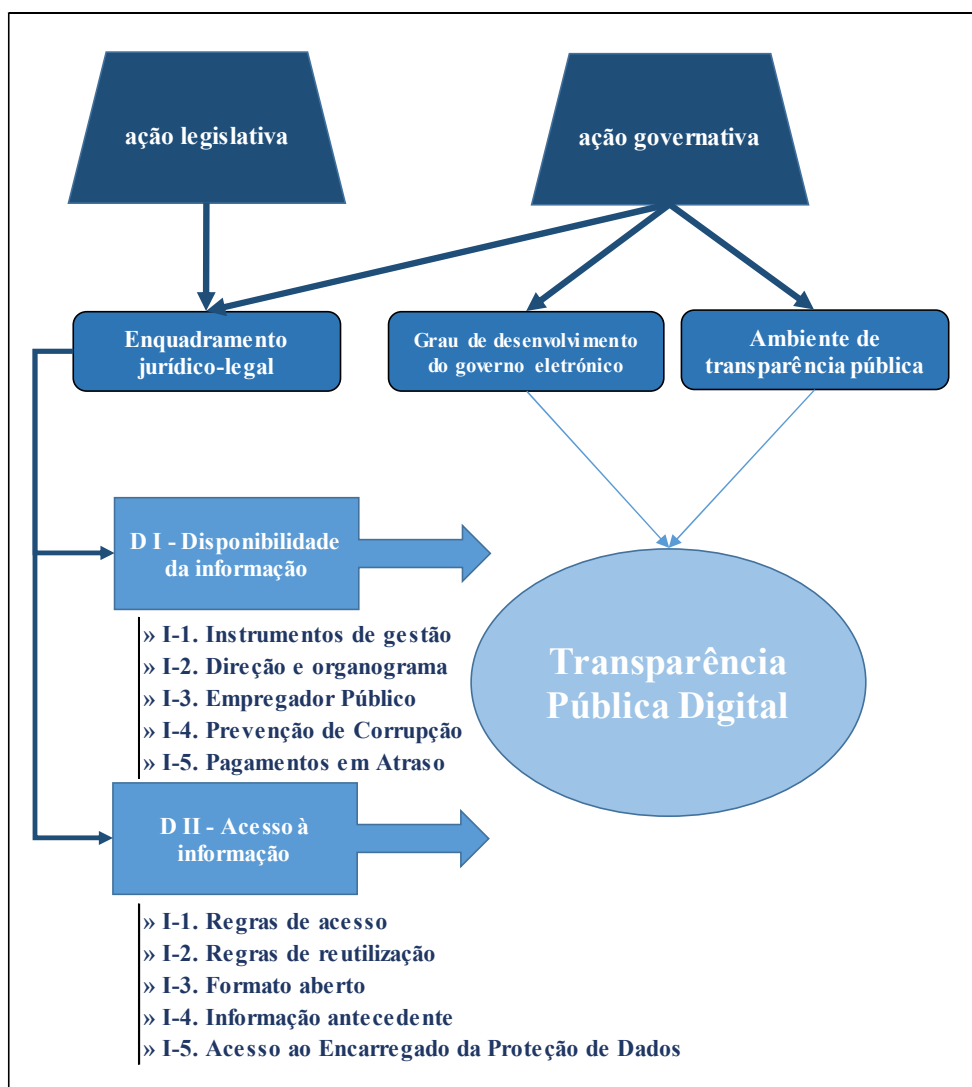 ação legislativa
ação governativa
Enquadramento
jurídico-legal
Grau de desenvolvimento
do governo eletrónico
Ambiente de
transparência pública
D I - Disponibilidade
da informação
» I-1. Instrumentos de gestão
» I-2. Direção e organograma
» I-3. Empregador Público
» I-4. Prevenção de Corrupção
» I-5. Pagamentos em Atraso
Transparência
Pública Digital
D II - Acesso à
informação
» I-1. Regras de acesso
» I-2. Regras de reutilização
» I-3. Formato aberto
» I-4. Informação antecedente
» I-5. Acesso ao Encarregado da Proteção de Dados